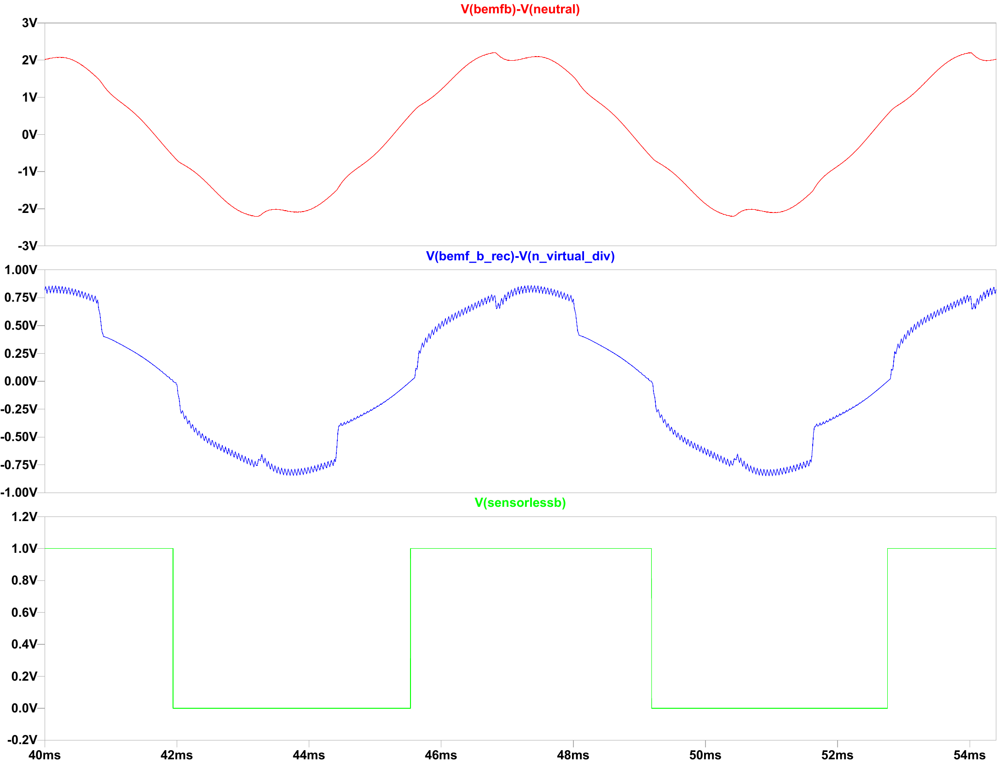 V(bemfb)-V(neutral)
3V
2V
1V
0V
-1V
-2V
-3V
V(bemf_b_rec)-V(n_virtual_div)
1.00V
0.75V
0.50V
0.25V
0.00V
-0.25V
-0.50V
-0.75V
-1.00V
V(sensorlessb)
1.2V
1.0V
0.8V
0.6V
0.4V
0.2V
0.0V
-0.2V
40ms 42ms 44ms 46ms 48ms 50ms 52ms 54ms